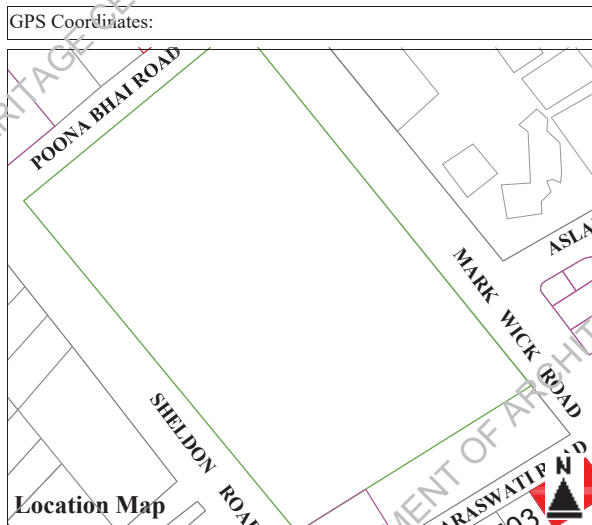 GPS Coordinates:
POONA BHAI ROAD
MARK WICK ROAD
SHELDON ROAD
Location Map
N